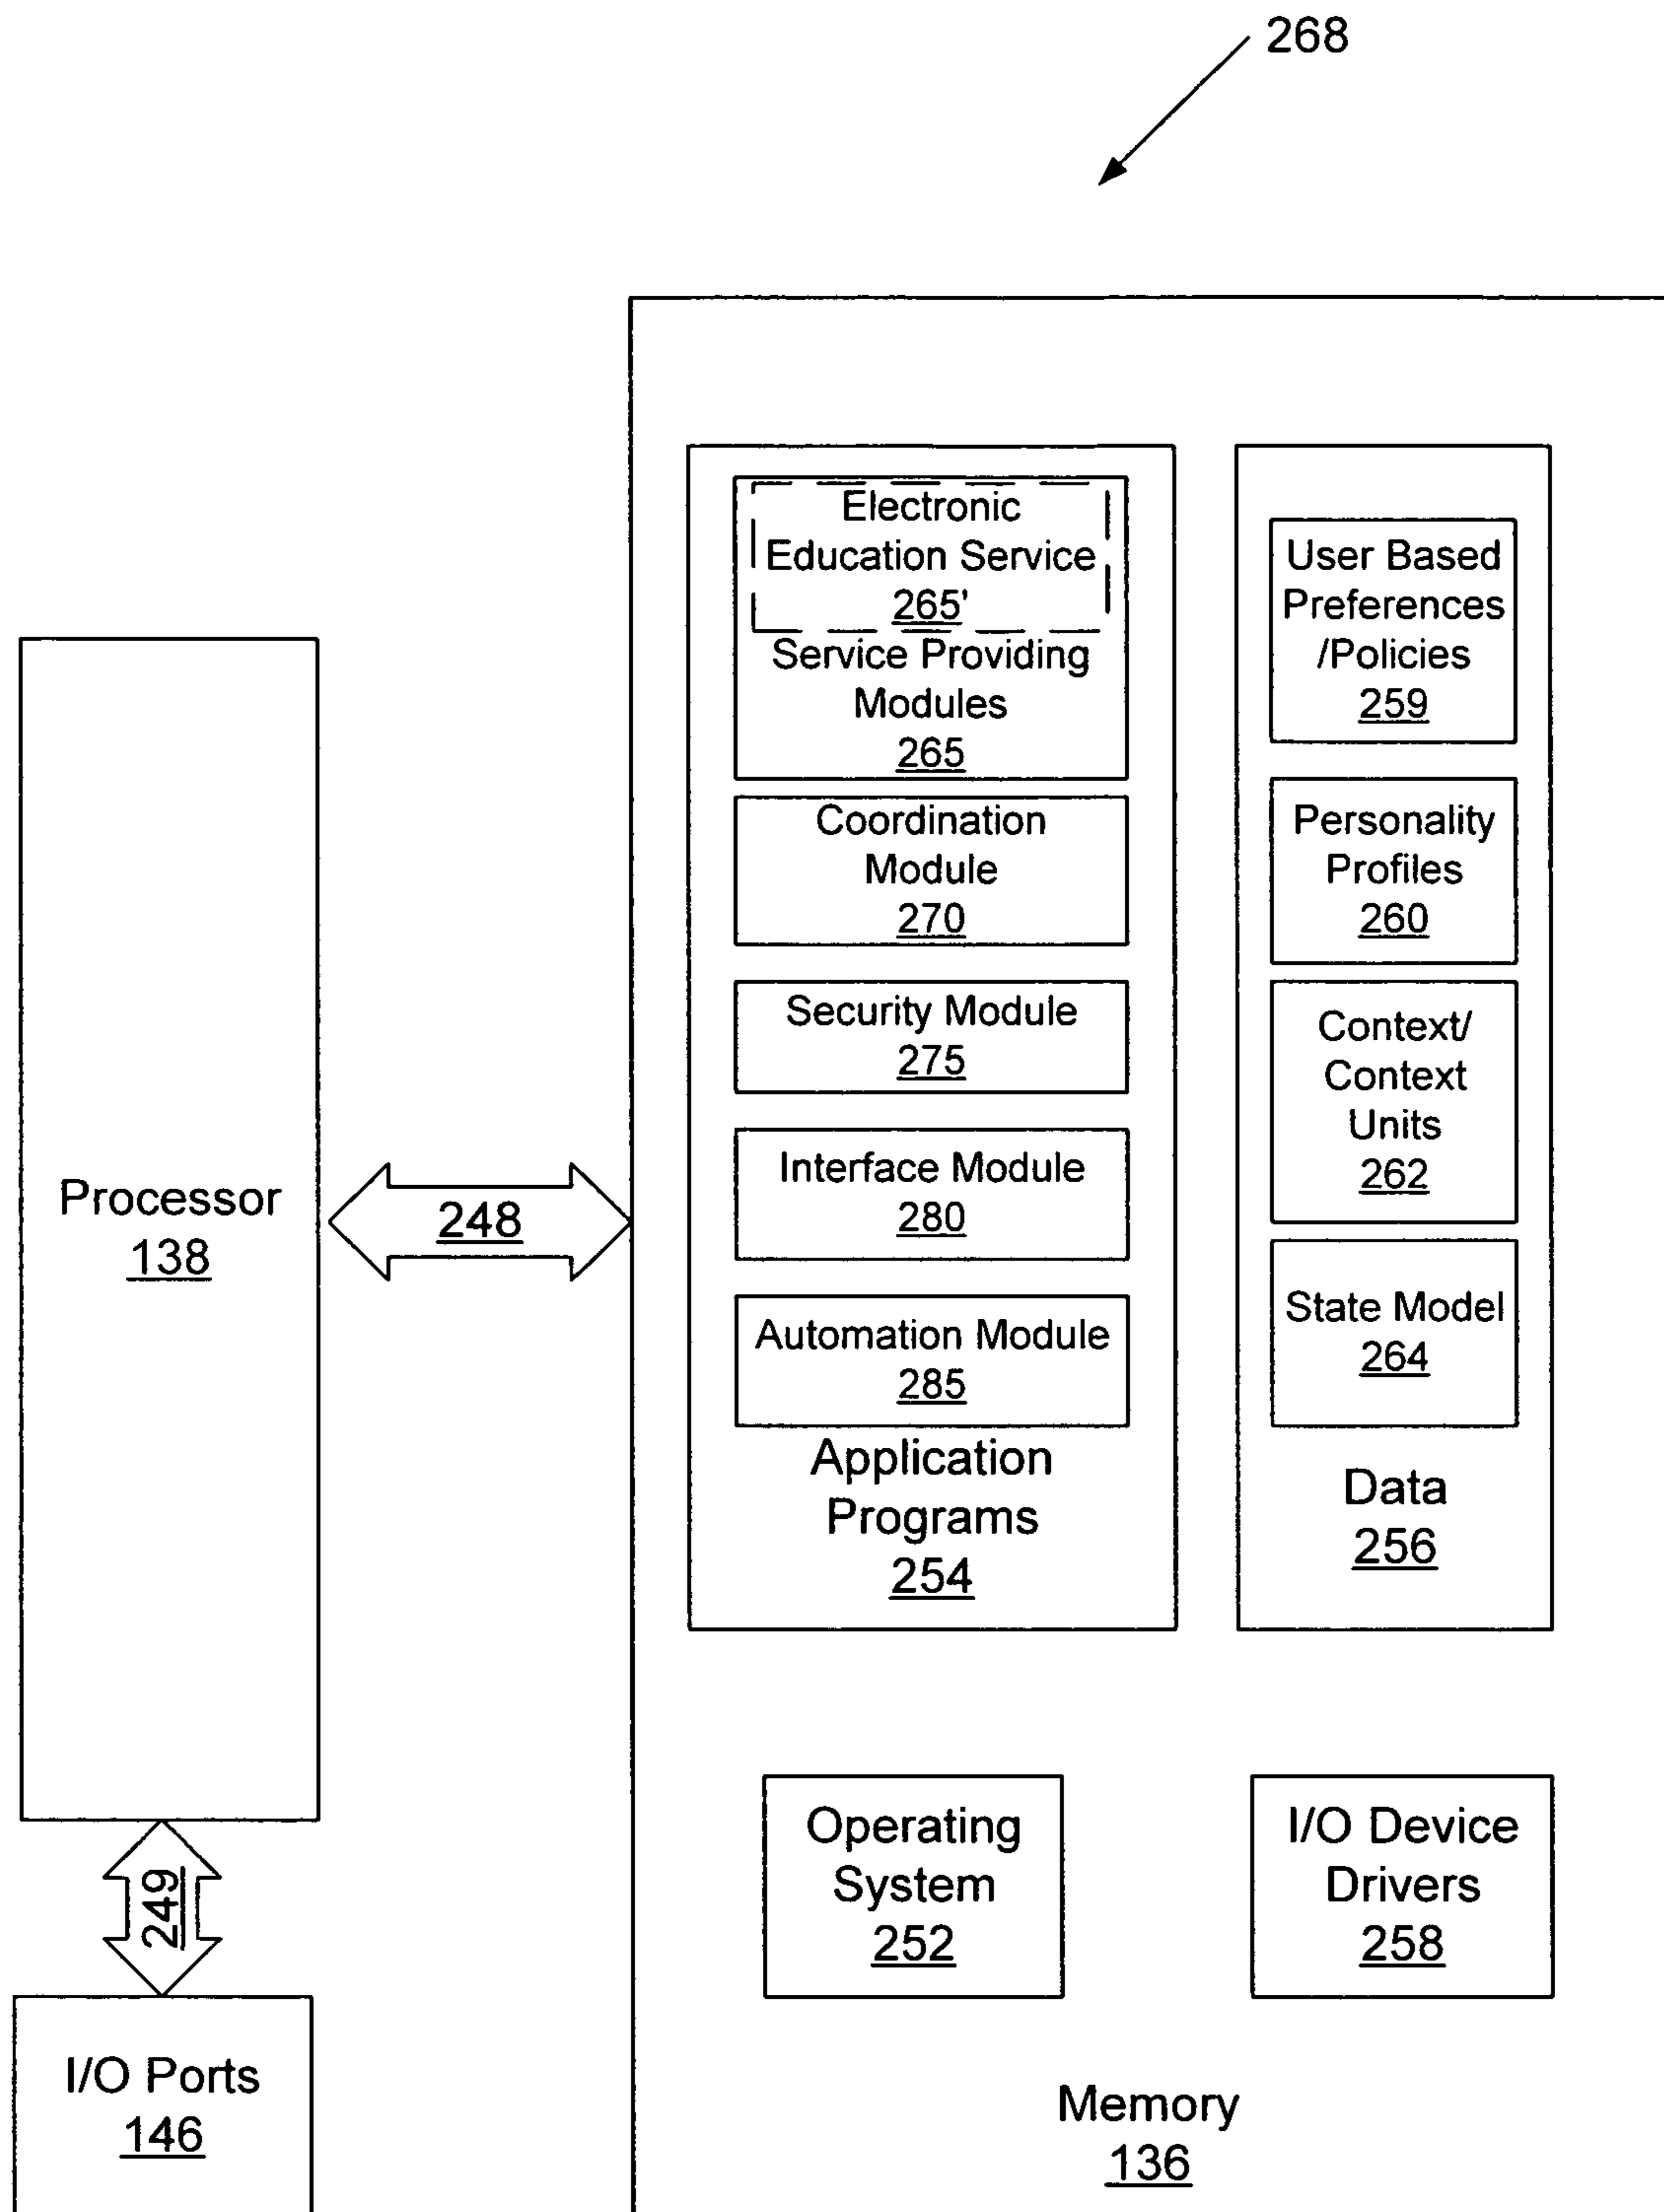 268
Electronic
Education Service
265'
Service Providing
Modules
265
Coordination
Module
270
Security Module
275
Interface Module
280
Automation Module
285
Application
Programs
254
User Based
Preferences
/Policies
259
Personality
Profiles
260
Context/
Context
Units
262
State Model
264
Data
256
Processor
138
248
249
I/O Ports
146
Operating
System
252
I/O Device
Drivers
258
Memory
136